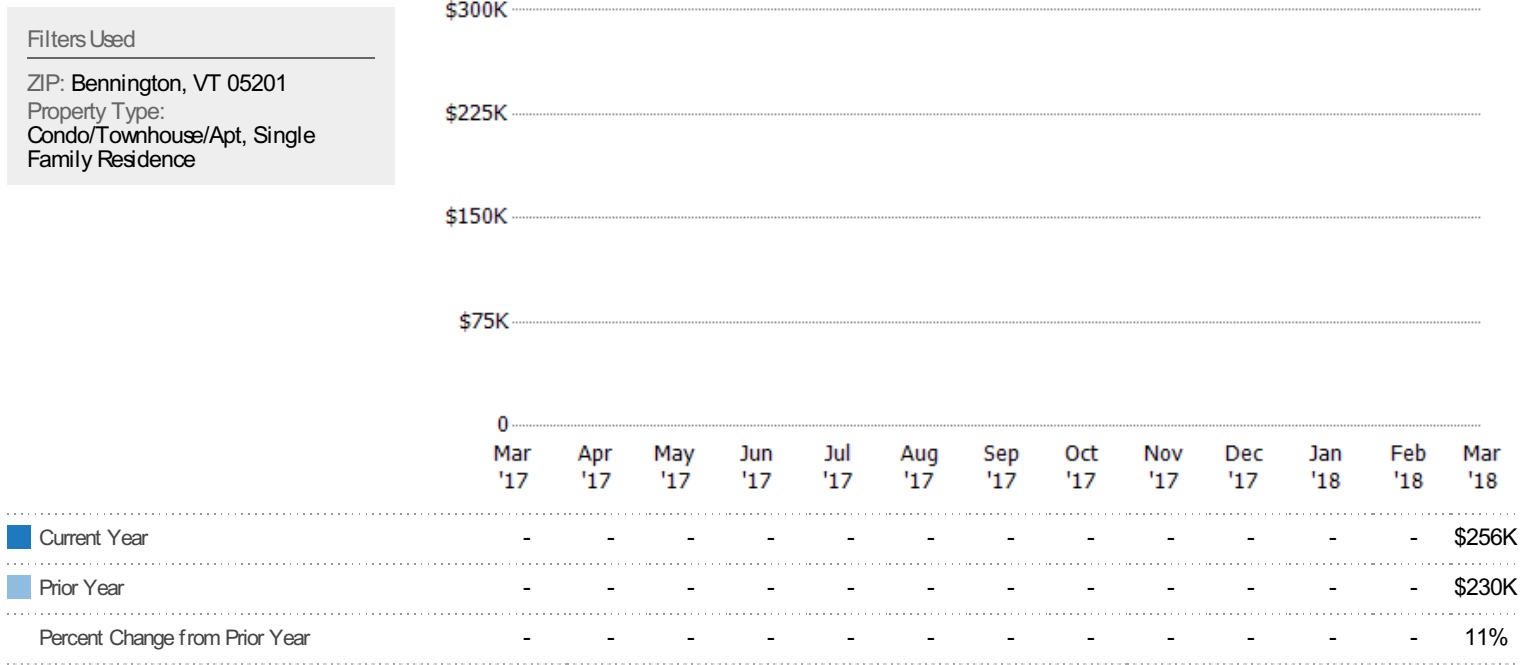 Filters Used
ZIP: Bennington, VT 05201
Property Type:
Condo/Townhouse/Apt, Single
Family Residence
$300K
$225K
$150K
$75K
0
Mar Apr May Jun Jul Aug Sep Oct Nov Dec Jan Feb Mar
'17 '17 '17 '17 '17 '17 '17 '17 '17 '17 '18 '18 '18
Current Year - - - - - - - - - - - - $256K
Prior Year - - - - - - - - - - - - $230K
Percent Change from Prior Year - - - - - - - - - - - - 11%